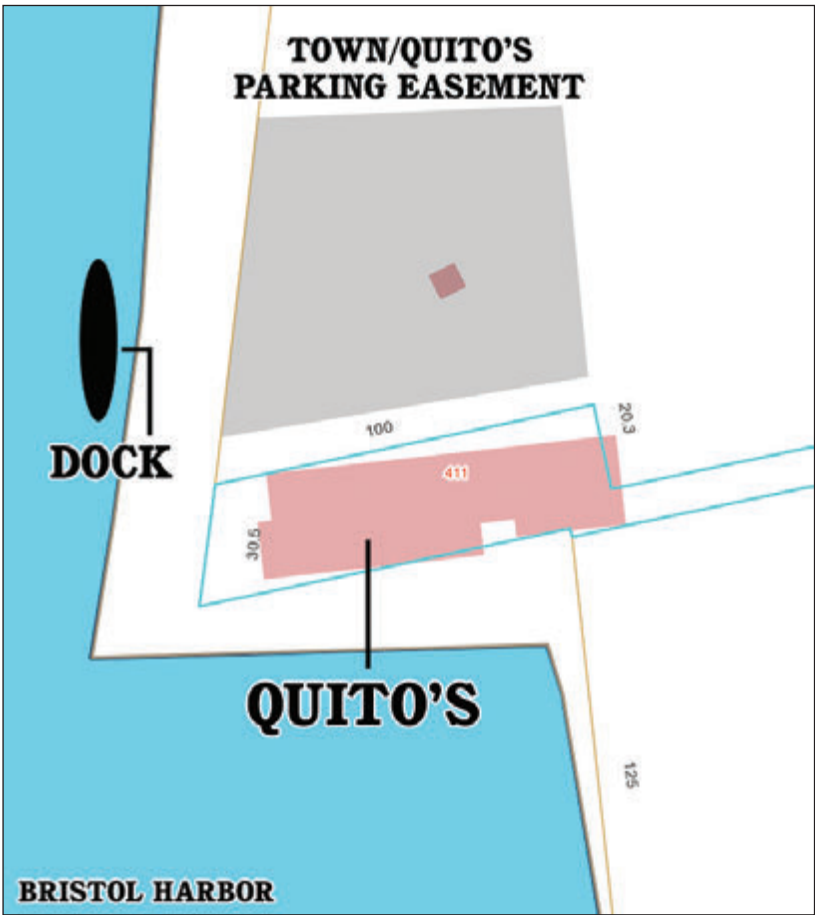 TOWN/QUITO'S
PARKING EASEMENT
100
20.3
DOCK
411
30.5
QUITO'S
125
BRISTOL HARBOR